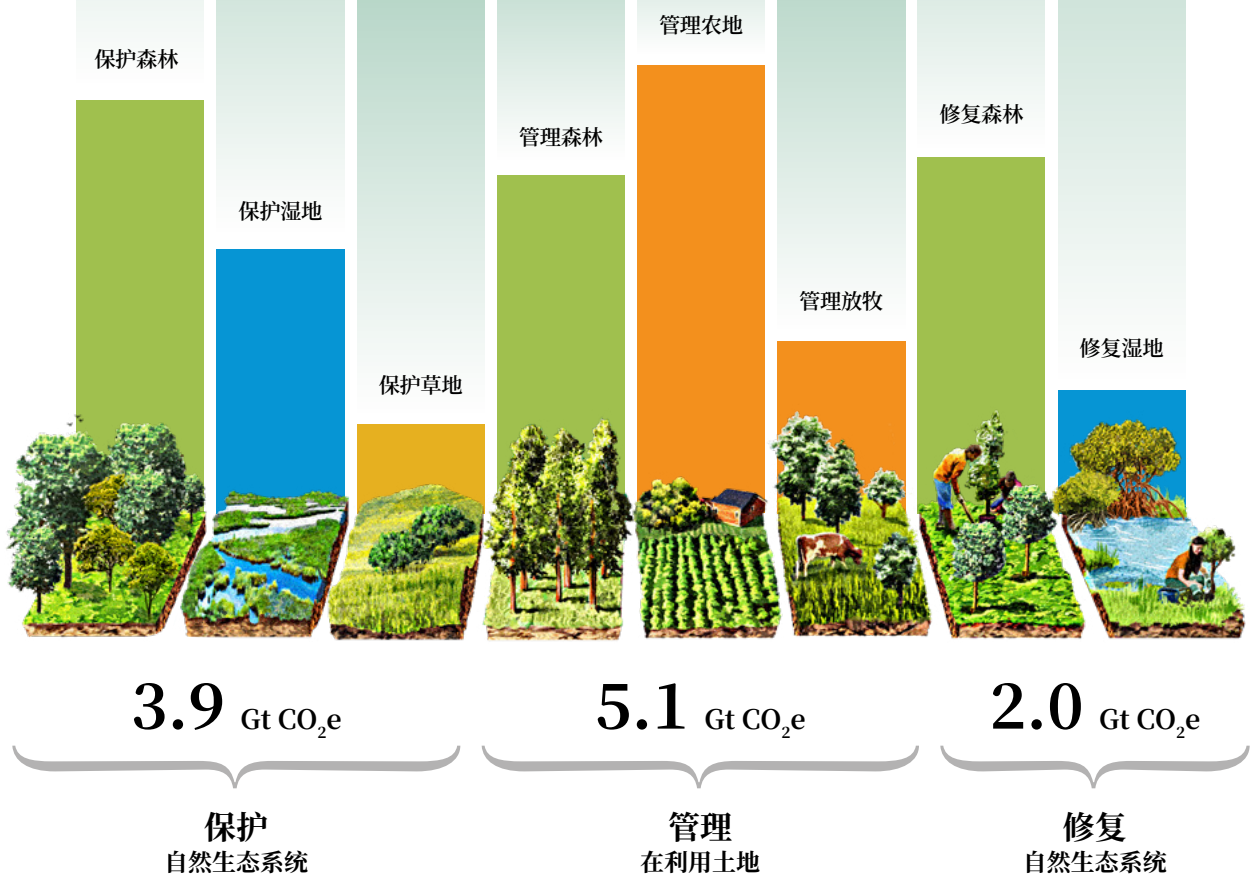 保护森林
保护湿地
保护草地
管理森林
管理农地
管理放牧
修复森林
修复湿地
3.9 Gt CO₂e
5.1 Gt CO₂e
2.0 Gt CO₂e
保护
自然生态系统
管理
在利用土地
修复
自然生态系统